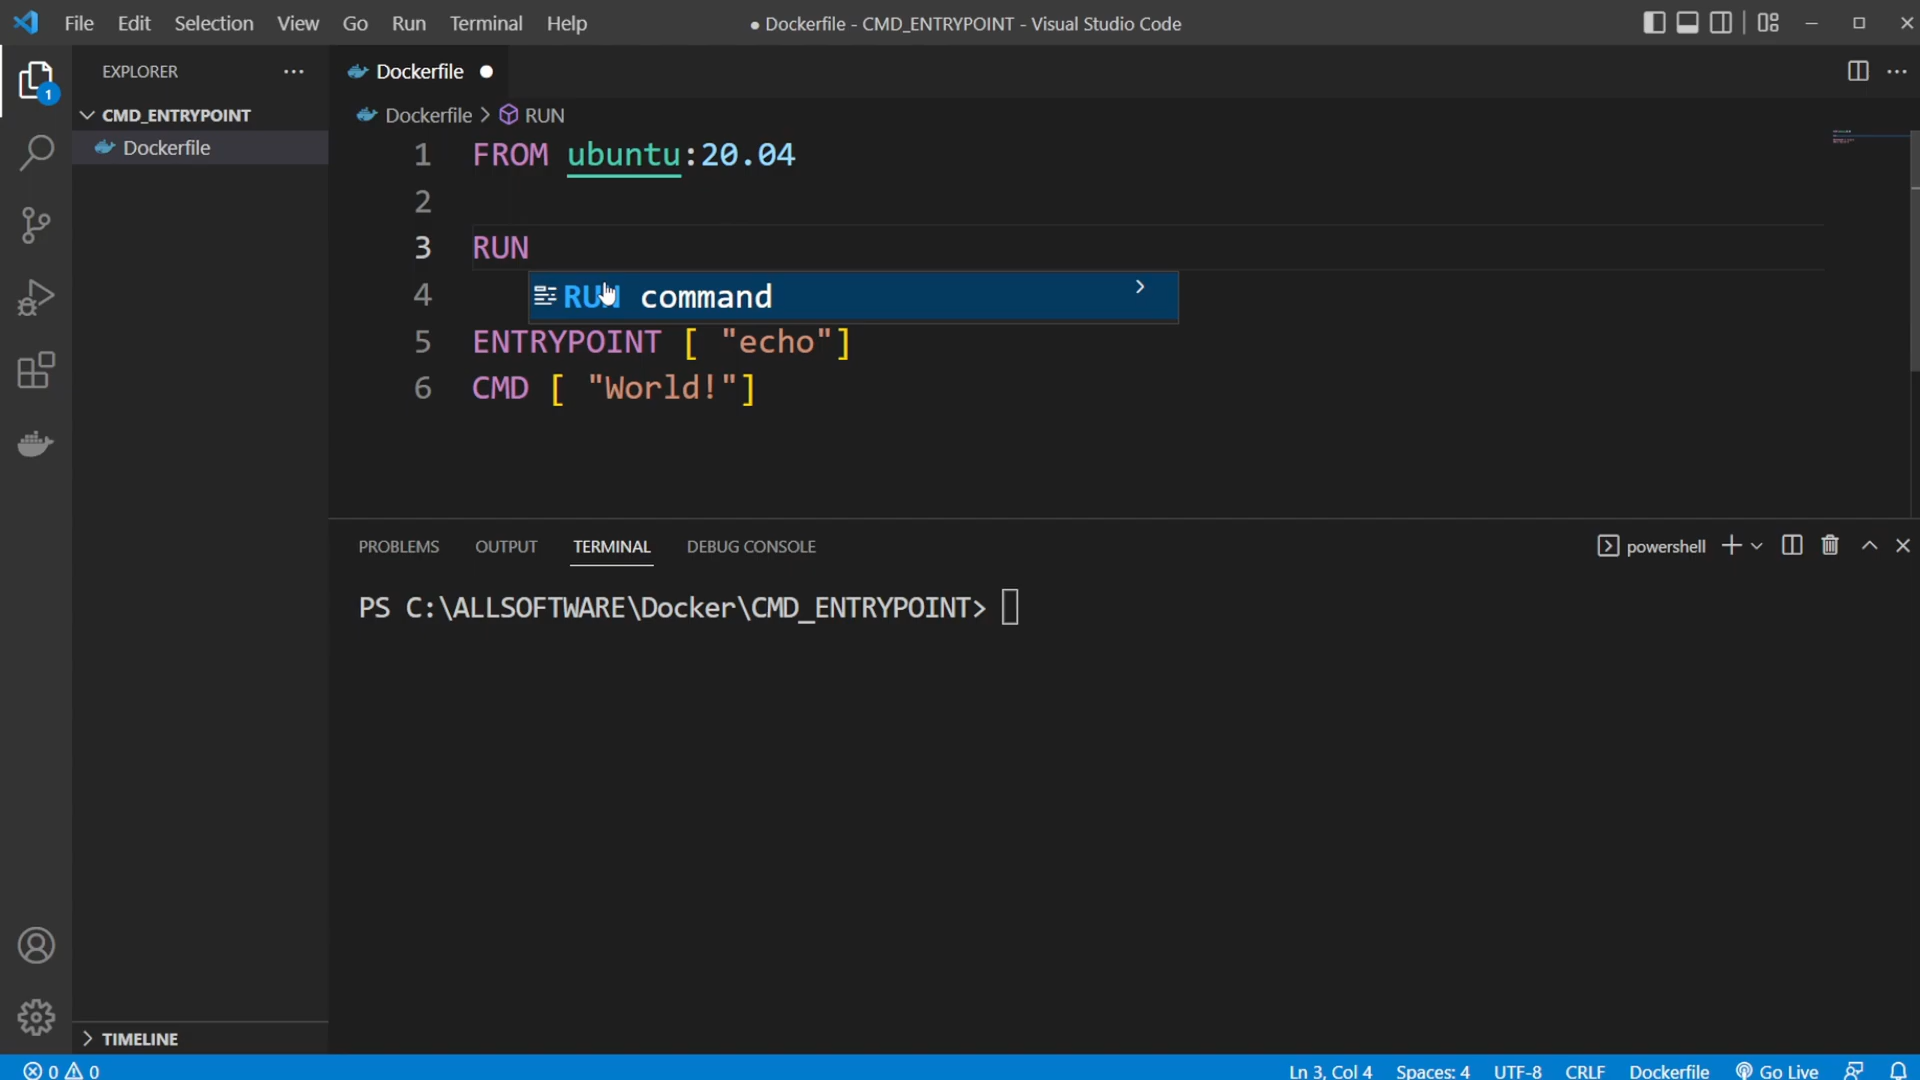 File Edit Selection View Go Run Terminal Help
● Dockerfile - CMD_ENTRYPOINT - Visual Studio Code
EXPLORER ···
1
CMD_ENTRYPOINT
Dockerfile
Dockerfile ●
Dockerfile > RUN
1 FROM ubuntu:20.04
2
3 RUN
RUN command
4
5 ENTRYPOINT [ "echo"]
6 CMD [ "World!"]
PROBLEMS OUTPUT TERMINAL DEBUG CONSOLE
powershell
PS C:\ALLSOFTWARE\Docker\CMD_ENTRYPOINT>
TIMELINE
0 0
Ln 3, Col 4 Spaces: 4 UTF-8 CRLF Dockerfile Go Live